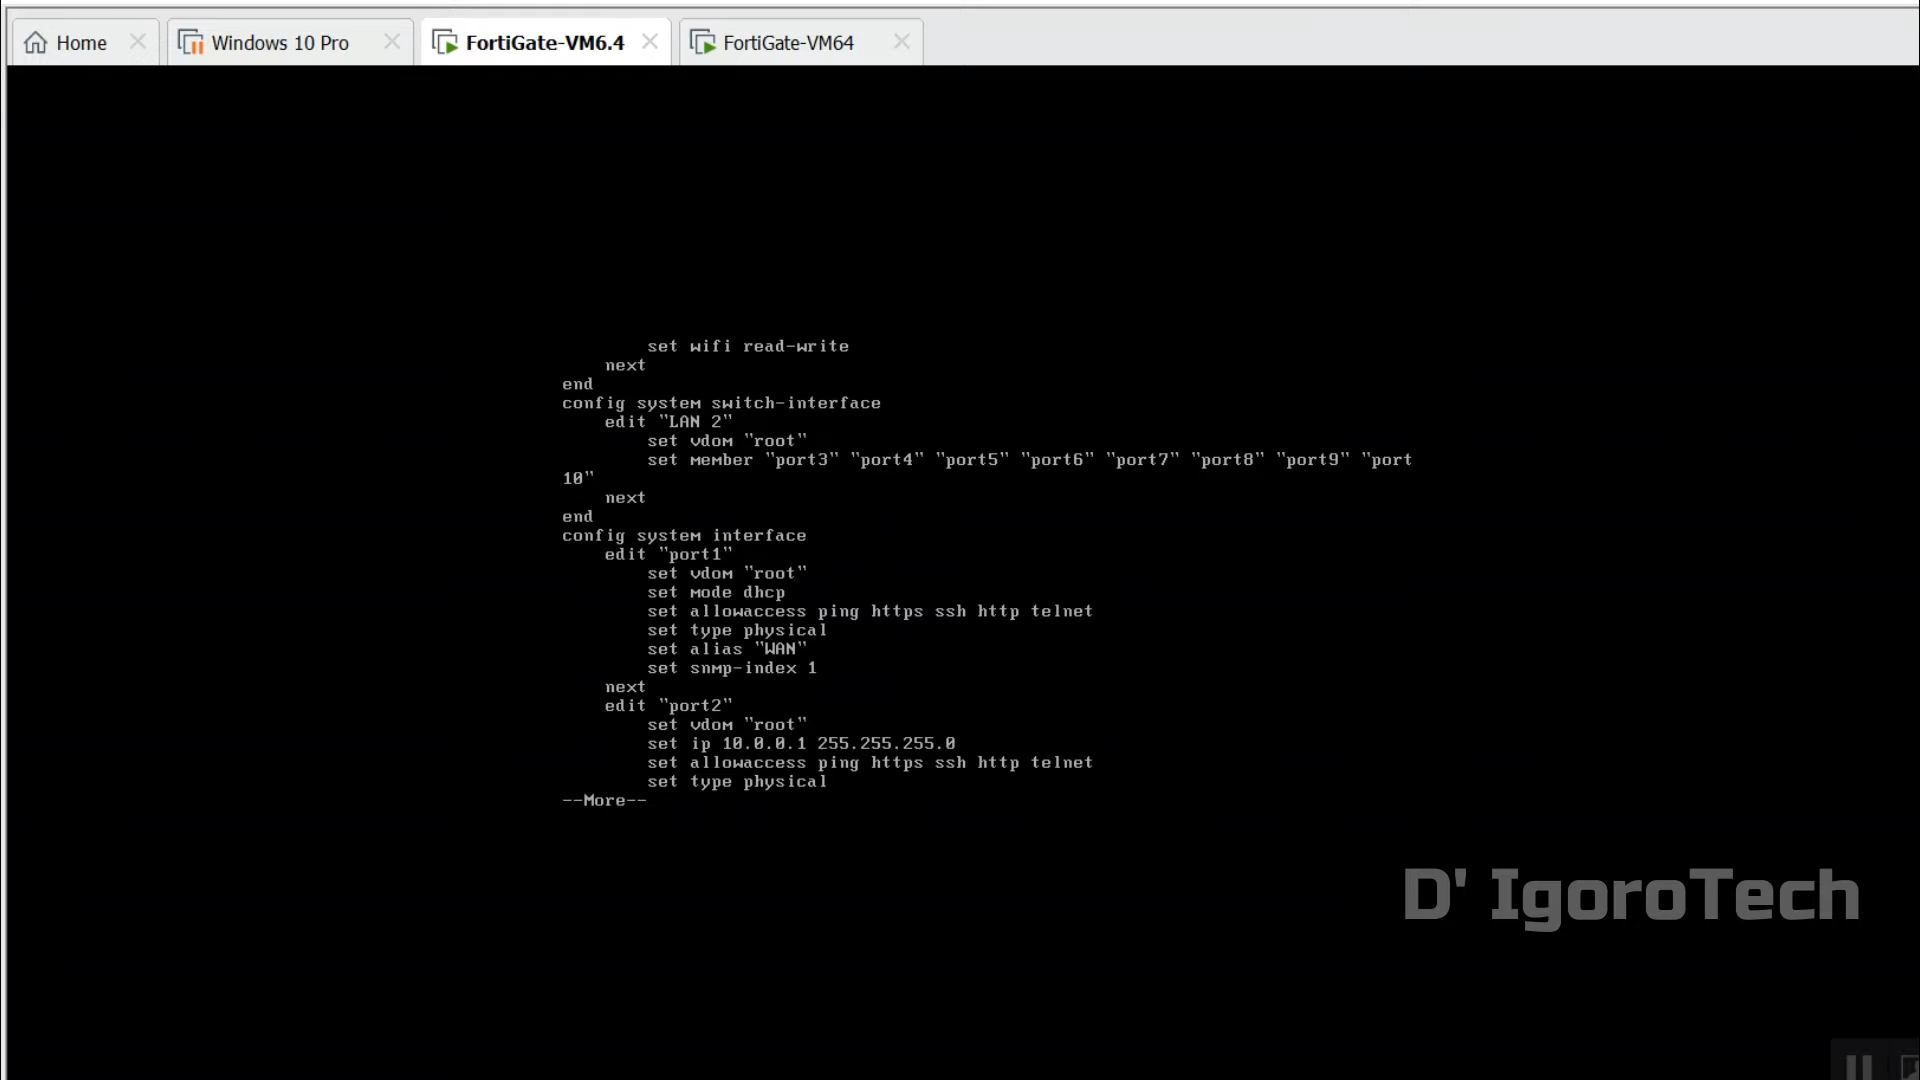 Home
Windows 10 Pro
FortiGate-VM6.4
FortiGate-VM64
set wifi read-write
next
end
config system switch-interface
edit "LAN 2"
set vdom "root"
set member "port3" "port4" "port5" "port6" "port7" "port8" "port9" "port
10"
next
end
config system interface
edit "port1"
set vdom "root"
set mode dhcp
set allowaccess ping https ssh http telnet
set type physical
set alias "WAN"
set snmp-index 1
next
edit "port2"
set vdom "root"
set ip 10.0.0.1 255.255.255.0
set allowaccess ping https ssh http telnet
set type physical
--More--
D' IgoroTech